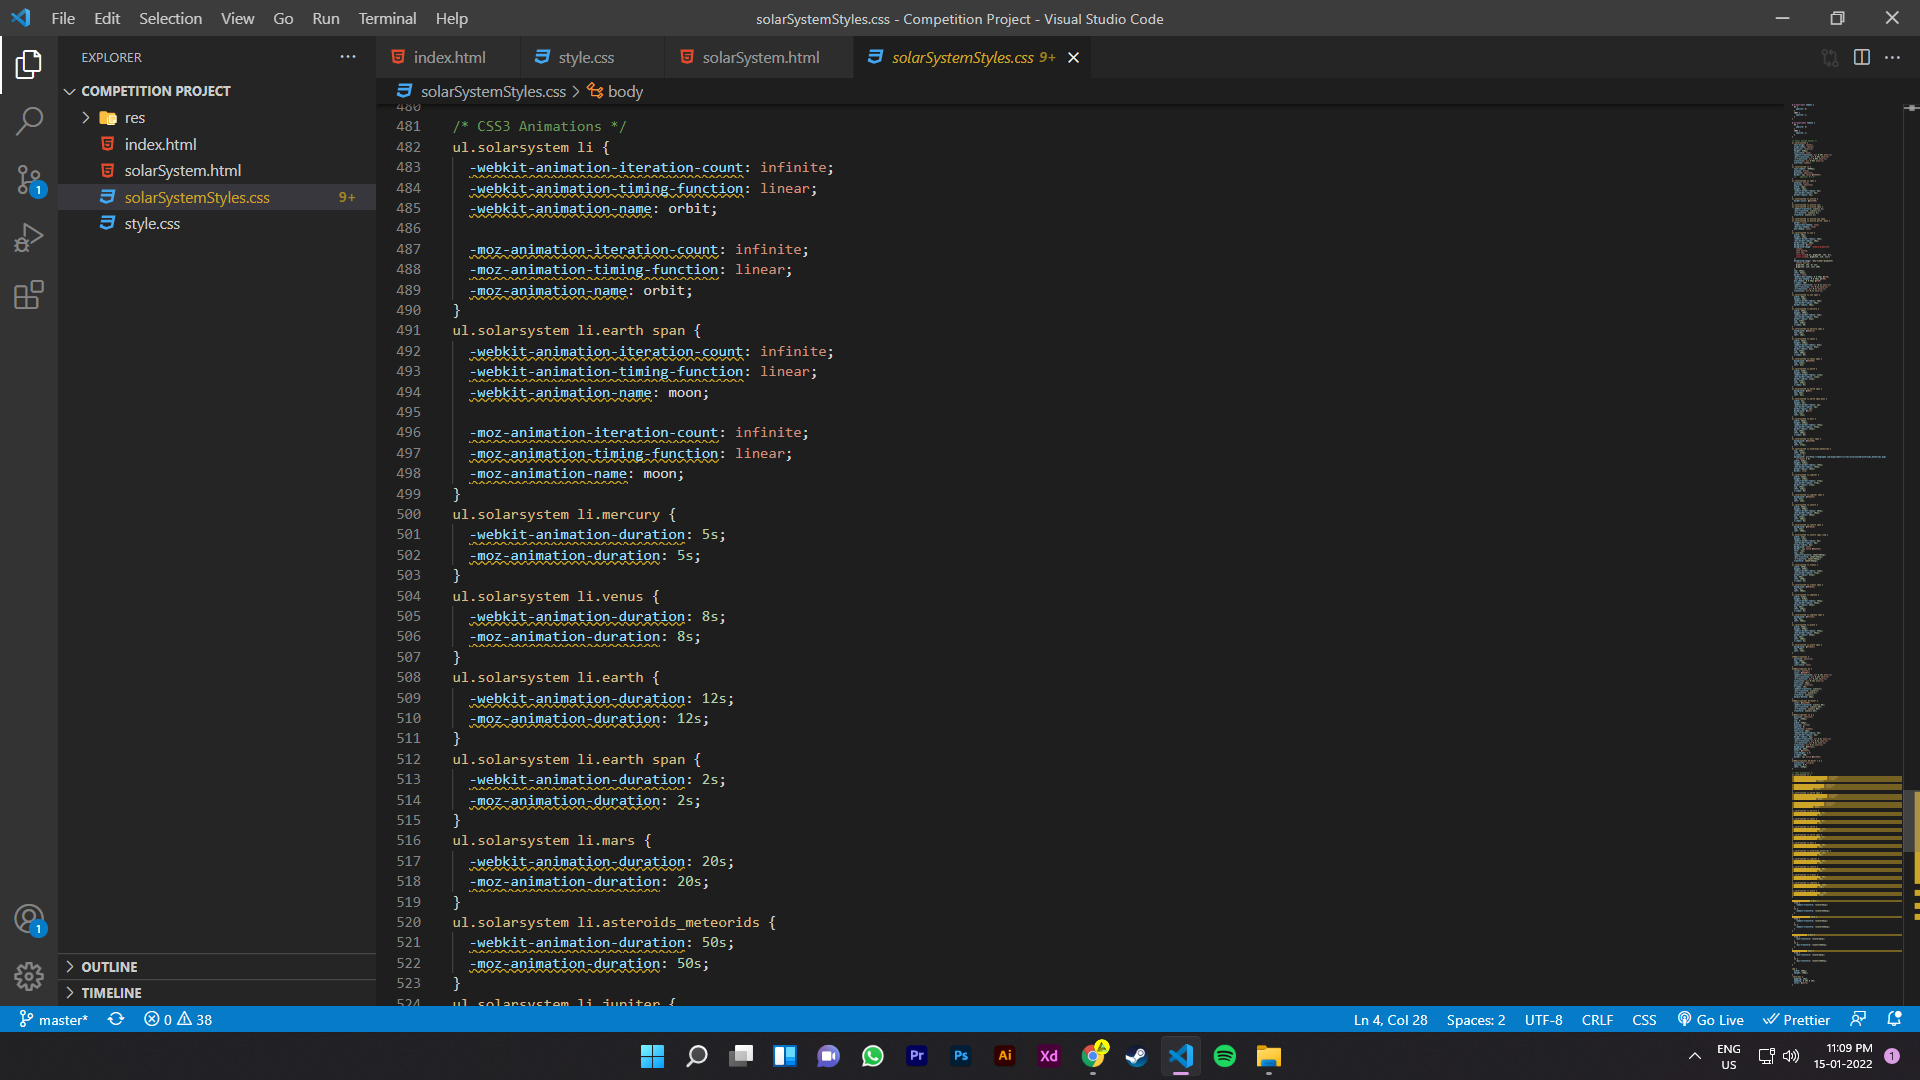 File Edit Selection View Go Run Terminal Help
solarSystemStyles.css - Competition Project - Visual Studio Code
EXPLORER
index.html
style.css
solarSystem.html
solarSystemStyles.css 9+
COMPETITION PROJECT
res
index.html
solarSystem.html
solarSystemStyles.css 9+
style.css
1
1
OUTLINE
TIMELINE
solarSystemStyles.css > body
480
481 /* CSS3 Animations */
482 ul.solarsystem li {
483 -webkit-animation-iteration-count: infinite;
484 -webkit-animation-timing-function: linear;
485 -webkit-animation-name: orbit;
486
487 -moz-animation-iteration-count: infinite;
488 -moz-animation-timing-function: linear;
489 -moz-animation-name: orbit;
490 }
491 ul.solarsystem li.earth span {
492 -webkit-animation-iteration-count: infinite;
493 -webkit-animation-timing-function: linear;
494 -webkit-animation-name: moon;
495
496 -moz-animation-iteration-count: infinite;
497 -moz-animation-timing-function: linear;
498 -moz-animation-name: moon;
499 }
500 ul.solarsystem li.mercury {
501 -webkit-animation-duration: 5s;
502 -moz-animation-duration: 5s;
503 }
504 ul.solarsystem li.venus {
505 -webkit-animation-duration: 8s;
506 -moz-animation-duration: 8s;
507 }
508 ul.solarsystem li.earth {
509 -webkit-animation-duration: 12s;
510 -moz-animation-duration: 12s;
511 }
512 ul.solarsystem li.earth span {
513 -webkit-animation-duration: 2s;
514 -moz-animation-duration: 2s;
515 }
516 ul.solarsystem li.mars {
517 -webkit-animation-duration: 20s;
518 -moz-animation-duration: 20s;
519 }
520 ul.solarsystem li.asteroids_meteorids {
521 -webkit-animation-duration: 50s;
522 -moz-animation-duration: 50s;
523 }
524 ul.solarsystem li.jupiter {
master* 0 38
Ln 4, Col 28 Spaces: 2 UTF-8 CRLF CSS Go Live Prettier
Pr Ps Ai Xd
ENG
US
11:09 PM
15-01-2022
1